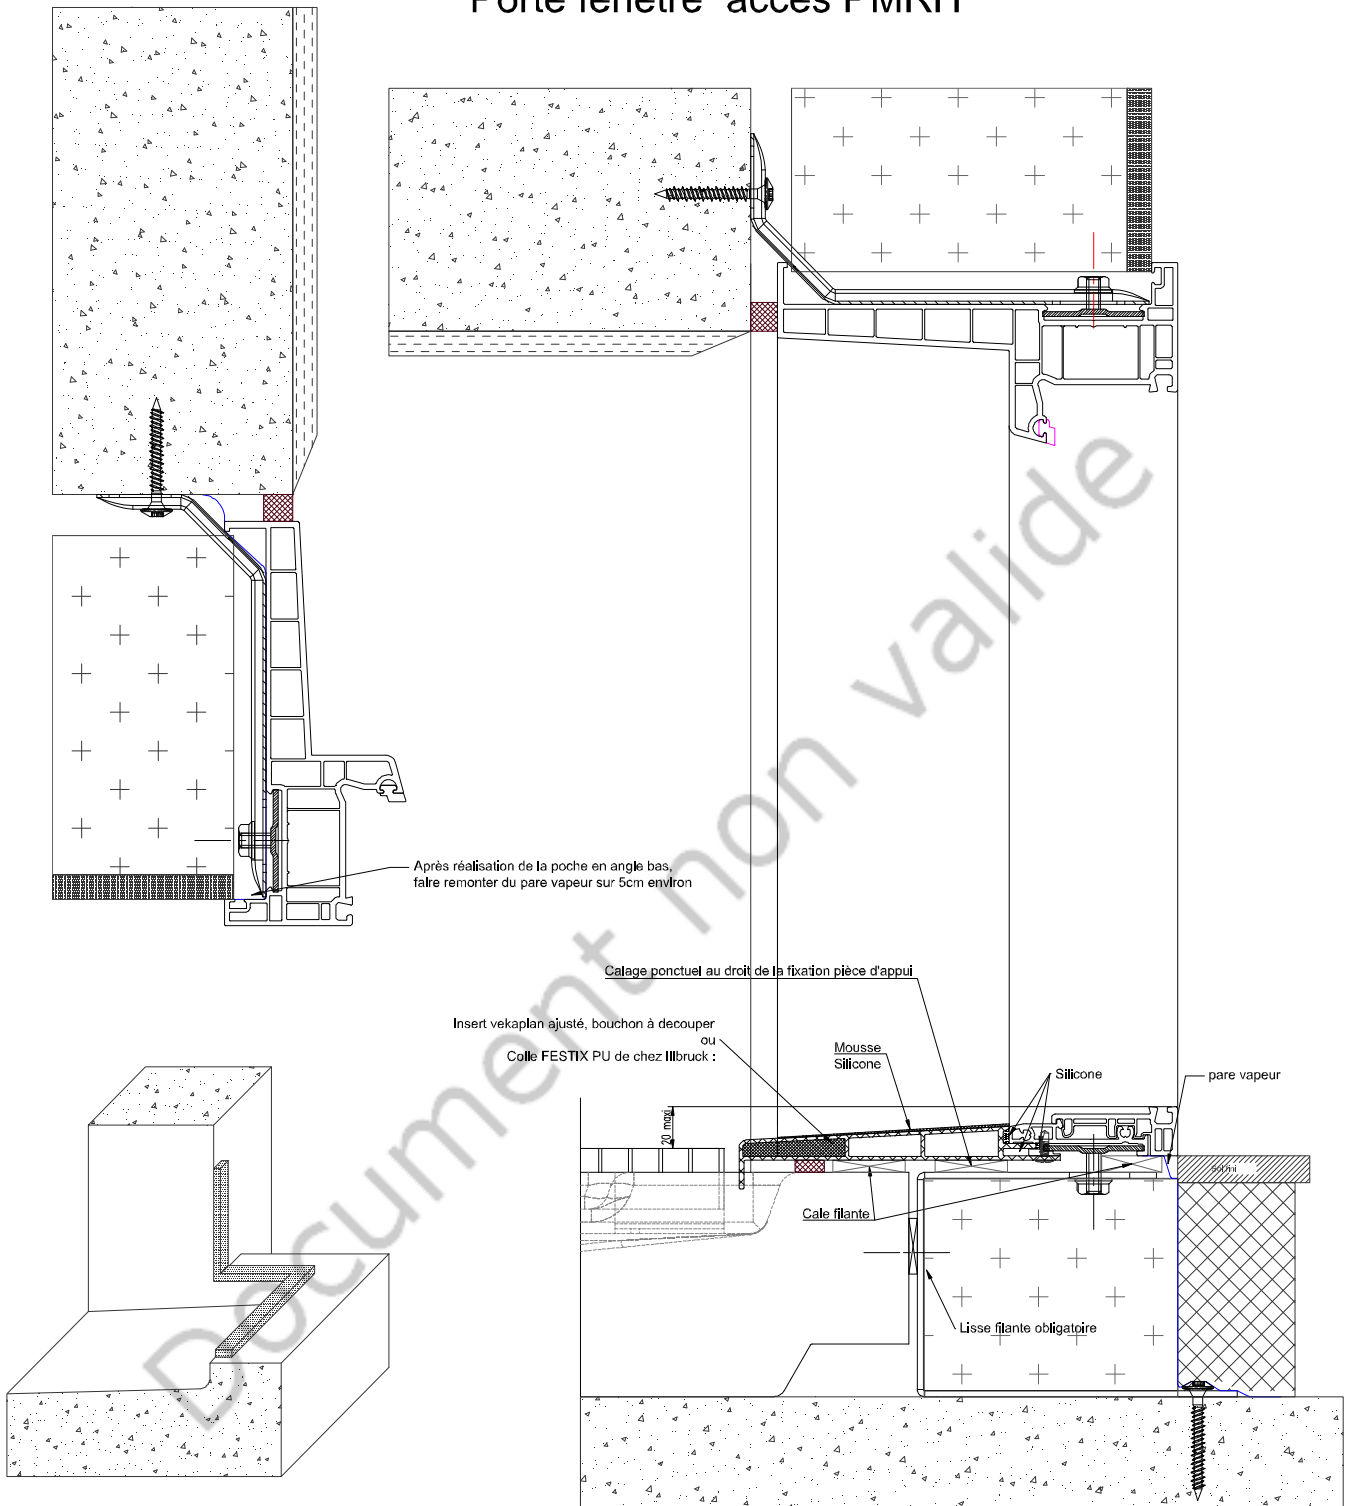 Porte fenêtre accès PMRH
Après réalisation de la poche en angle bas,
faire remonter du pare vapeur sur 5cm environ
Calage ponctuel au droit de la fixation pièce d'appui
Insert vekaplan ajusté, bouchon à decouper
ou
Colle FESTIX PU de chez Illbruck :
Mousse
Silicone
Silicone
pare vapeur
20 maxi
Cale filante
Lisse filante obligatoire
Document non valide